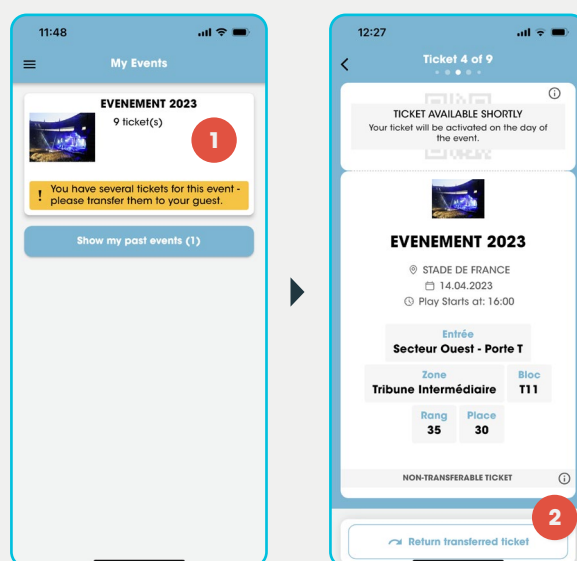 11:48
My Events
EVENEMENT 2023
9 ticket(s)
1
! You have several tickets for this event -
please transfer them to your guest.
Show my past events (1)
12:27
Ticket 4 of 9
TICKET AVAILABLE SHORTLY
Your ticket will be activated on the day of
the event.
EVENEMENT 2023
STADE DE FRANCE
14.04.2023
Play Starts at: 16:00
Entrée
Secteur Ouest - Porte T
Zone
Tribune Intermédiaire
Bloc
T11
Rang
35
Place
30
NON-TRANSFERABLE TICKET
2
Return transferred ticket